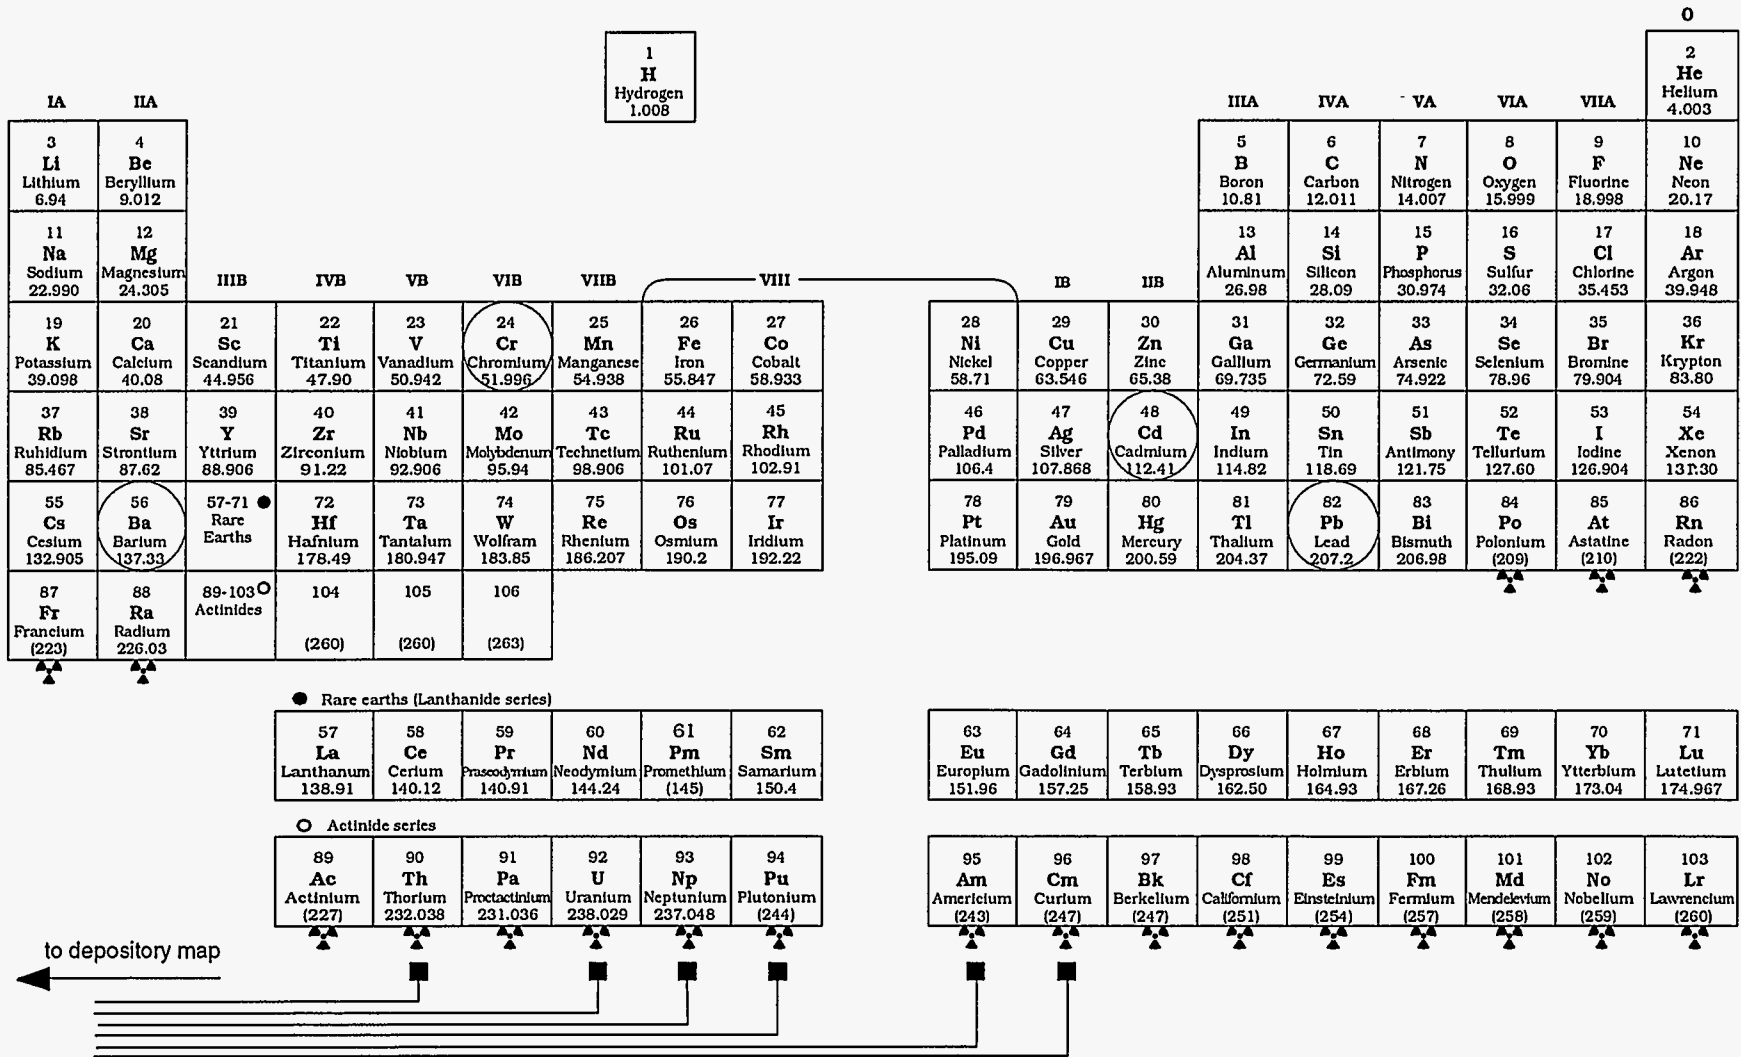 O
1
H
Hydrogen
1.008
2
He
Helium
4.003
IA IIA IIIA IVA VA VIA VIIA
3 4 5 6 7 8 9 10
Li Be B C N O F Ne
Lithium Beryllium Boron Carbon Nitrogen Oxygen Fluorine Neon
6.94 9.012 10.81 12.011 14.007 15.999 18.998 20.17
11 12 13 14 15 16 17 18
Na Mg Al Si P S Cl Ar
Sodium Magnesium Aluminum Silicon Phosphorus Sulfur Chlorine Argon
22.990 24.305 26.98 28.09 30.974 32.06 35.453 39.948
IIIB IVB VB VIB VIIB VIII IB IIB
19 20 21 22 23 24 25 26 27 28 29 30 31 32 33 34 35 36
K Ca Sc Ti V Cr Mn Fe Co Ni Cu Zn Ga Ge As Se Br Kr
Potassium Calcium Scandium Titanium Vanadium Chromium Manganese Iron Cobalt Nickel Copper Zinc Gallium Germanium Arsenic Selenium Bromine Krypton
39.098 40.08 44.956 47.90 50.942 51.996 54.938 55.847 58.933 58.71 63.546 65.38 69.735 72.59 74.922 78.96 79.904 83.80
37 38 39 40 41 42 43 44 45 46 47 48 49 50 51 52 53 54
Rb Sr Y Zr Nb Mo Tc Ru Rh Pd Ag Cd In Sn Sb Te I Xe
Ruhidium Strontium Yttrium Zirconium Niobium Molybdenum Technetium Ruthenium Rhodium Palladium Silver Cadmium Indium Tin Antimony Tellurium Iodine Xenon
85.467 87.62 88.906 91.22 92.906 95.94 98.906 101.07 102.91 106.4 107.868 112.41 114.82 118.69 121.75 127.60 126.904 131.30
55 56 57-71 72 73 74 75 76 77 78 79 80 81 82 83 84 85 86
Cs Ba Rare Hf Ta W Re Os Ir Pt Au Hg Tl Pb Bi Po At Rn
Cesium Barium Earths Hafnium Tantalum Wolfram Rhenium Osmium Iridium Platinum Gold Mercury Thallium Lead Bismuth Polonium Astatine Radon
132.905 137.33 178.49 180.947 183.85 186.207 190.2 192.22 195.09 196.967 200.59 204.37 207.2 206.98 (209) (210) (222)
87 88 89-103 104 105 106
Fr Ra Actinides
Francium Radium
(223) 226.03 (260) (260) (263)
Rare earths (Lanthanide series)
57 58 59 60 61 62 63 64 65 66 67 68 69 70 71
La Ce Pr Nd Pm Sm Eu Gd Tb Dy Ho Er Tm Yb Lu
Lanthanum Cerium Praseodymium Neodymium Promethium Samarium Europium Gadolinium Terbium Dysprosium Holmium Erbium Thulium Ytterbium Lutetium
138.91 140.12 140.91 144.24 (145) 150.4 151.96 157.25 158.93 162.50 164.93 167.26 168.93 173.04 174.967
Actinide series
89 90 91 92 93 94 95 96 97 98 99 100 101 102 103
Ac Th Pa U Np Pu Am Cm Bk Cf Es Fm Md No Lr
Actinium Thorium Proctactinium Uranium Neptunium Plutonium Americium Curium Berkelium Californium Einsteinium Fermium Mendelevium Nobelium Lawrencium
(227) 232.038 231.036 238.029 237.048 (244) (243) (247) (247) (251) (254) (257) (258) (259) (260)
to depository map